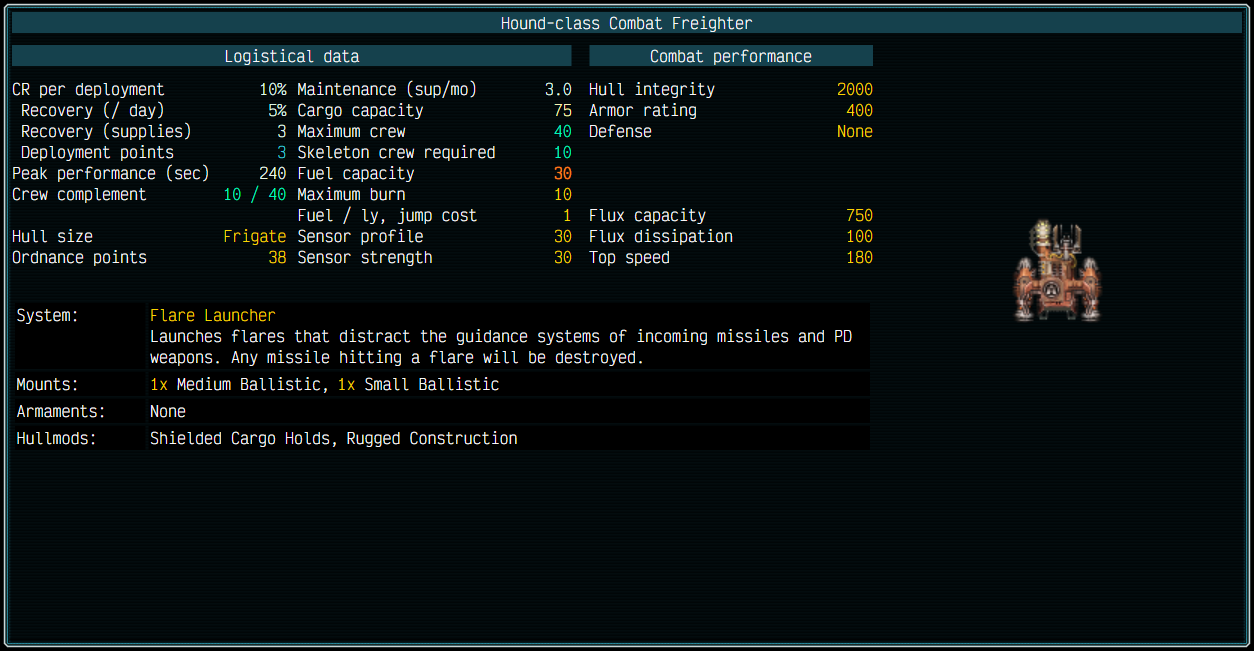 Hound-class Combat Freighter
Logistical data Combat performance
CR per deployment 10% Maintenance (sup/mo) 3.0 Hull integrity 2000
Recovery (/ day) 5% Cargo capacity 75 Armor rating 400
Recovery (supplies) 3 Maximum crew 40 Defense None
Deployment points 3 Skeleton crew required 10
Peak performance (sec) 240 Fuel capacity 30
Crew complement 10 / 40 Maximum burn 10
Fuel / ly, jump cost 1 Flux capacity 750
Hull size Frigate Sensor profile 30 Flux dissipation 100
Ordnance points 38 Sensor strength 30 Top speed 180
System: Flare Launcher
Launches flares that distract the guidance systems of incoming missiles and PD
weapons. Any missile hitting a flare will be destroyed.
Mounts: 1x Medium Ballistic, 1x Small Ballistic
Armaments: None
Hullmods: Shielded Cargo Holds, Rugged Construction